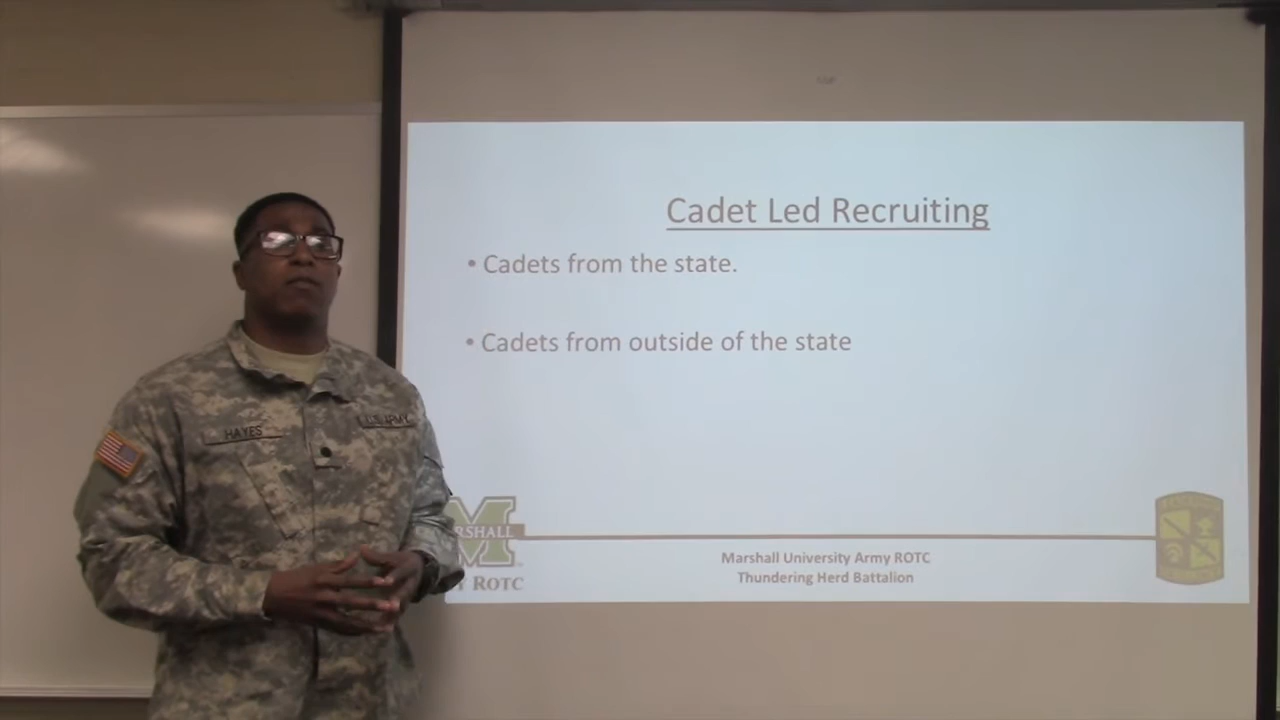 Cadet Led Recruiting
• Cadets from the state.
• Cadets from outside of the state
HAYES
U.S. ARMY
M
RSHALL
Y ROTC
Marshall University Army ROTC
Thundering Herd Battalion